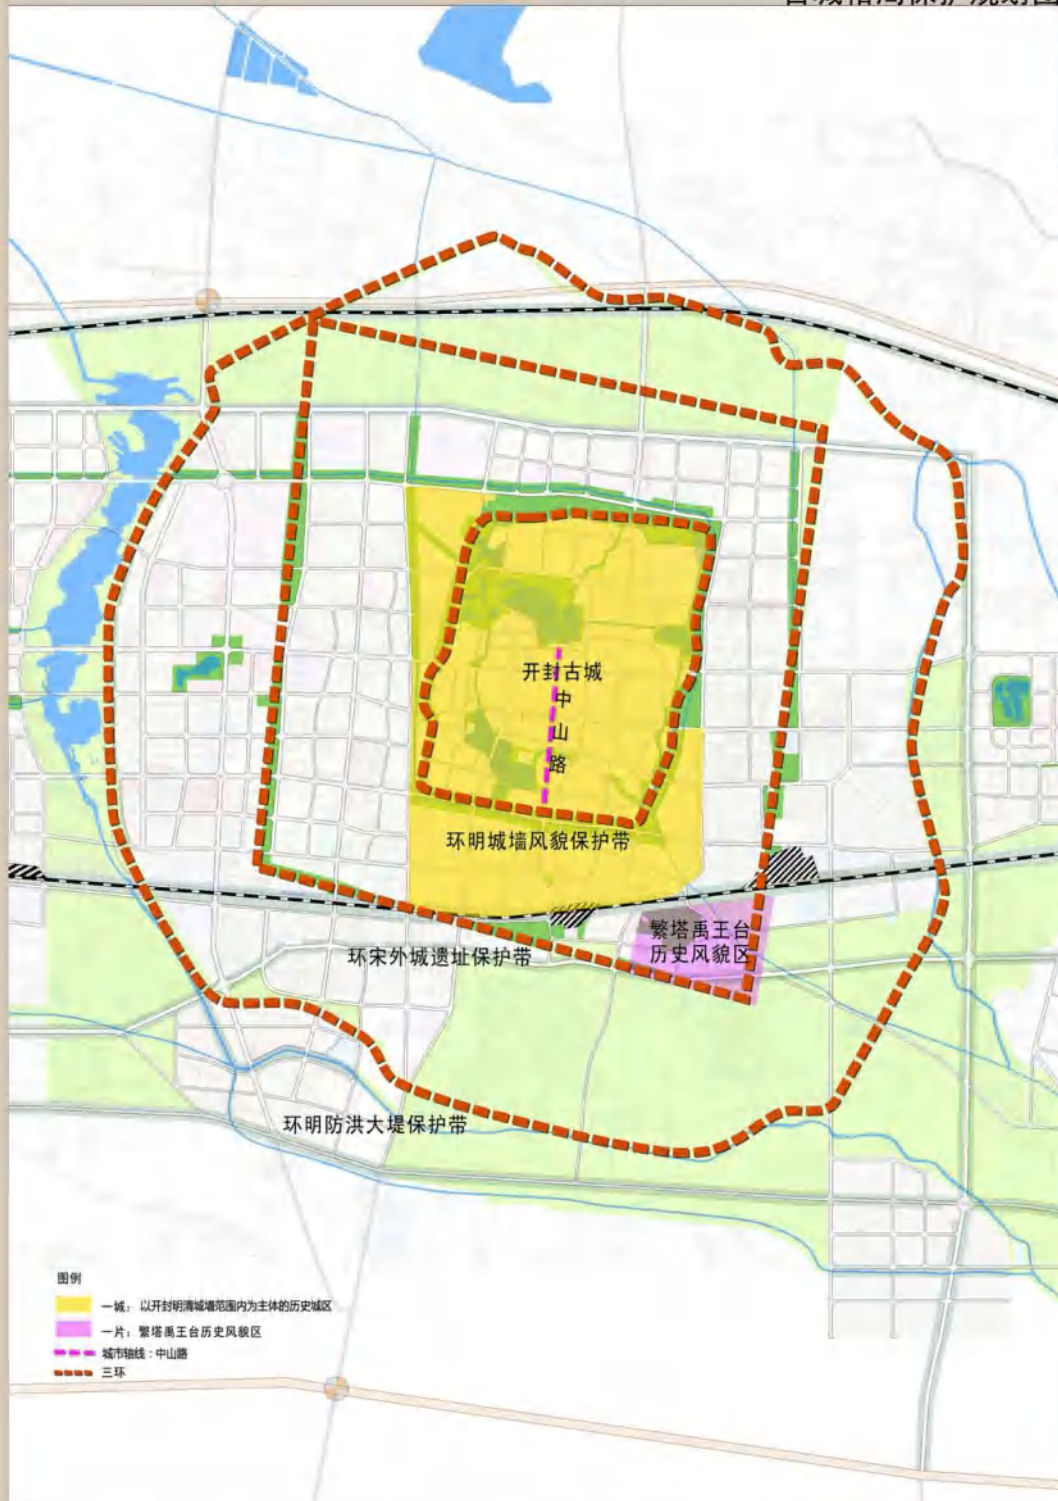 开封古城
中
山
路
环明城墙风貌保护带
繁塔禹王台
历史风貌区
环宋外城遗址保护带
环明防洪大堤保护带
图例
一城：以开封明清城墙范围内为主体的历史城区
一片：繁塔禹王台历史风貌区
城市轴线：中山路
三环